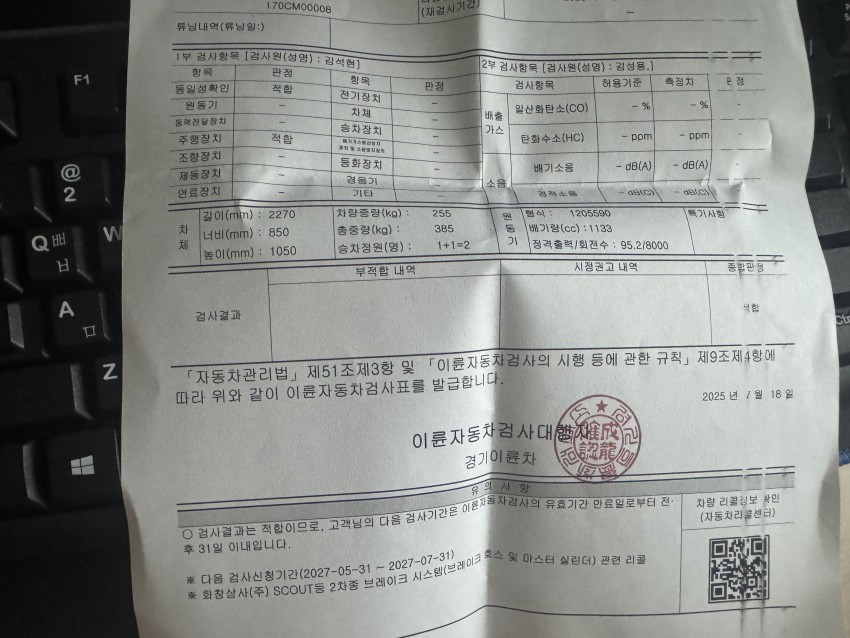 170CM00008
(재검사기간)
~
튜닝내역(튜닝일:)
1부 검사항목 [검사원(성명) : 김석현]
2부 검사항목 [검사원(성명) : 김성용,]
항목 판정 항목 판정 검사항목 허용기준 측정치 판 정
동일성확인 적합 전기장치 –
원동기 – 차체 –
동력전달장치 – 승차장치 –
주행장치 적합
조향장치 – 등화장치 –
제동장치 – 경음기 –
연료장치 – 기타 –
배출가스 일산화탄소(CO) – % – % -
탄화수소(HC) – ppm – ppm -
소음 배기소음 – dB(A) – dB(A) -
경적소음 – dB(C) – dB(C) -
차체 길이(mm) : 2270 차량중량(kg) : 255 원동기 형식 : 1205590 특기사항
너비(mm) : 850 총중량(kg) : 385 배기량(cc) :1133
높이(mm) : 1050 승차정원(명) : 1+1=2 정격출력/회전수 : 95.2/8000
부적합 내역 시정권고 내역 종합판정
검사결과 적합
「자동차관리법」제51조제3항 및 「이륜자동차검사의 시행 등에 관한 규칙」제9조제4항에
따라 위와 같이 이륜자동차검사표를 발급합니다.
2025 년 7 월 18 일
이륜자동차검사대행자
경기이륜차
유 의 사 항
○ 검사결과는 적합이므로, 고객님의 다음 검사기간은 이륜자동차검사의 유효기간 만료일로부터 전·
후 31일 이내입니다.
※ 다음 검사신청기간(2027-05-31 ~ 2027-07-31)
※ 화창상사(주) SCOUT등 2차종 브레이크 시스템(브레이크 호스 및 마스터 실린더) 관련 리콜
차량 리콜정보 확인
(자동차리콜센터)
F1
@
2
Q ㅃ
ㅂ
W
A
ㅁ
Z
Ctrl